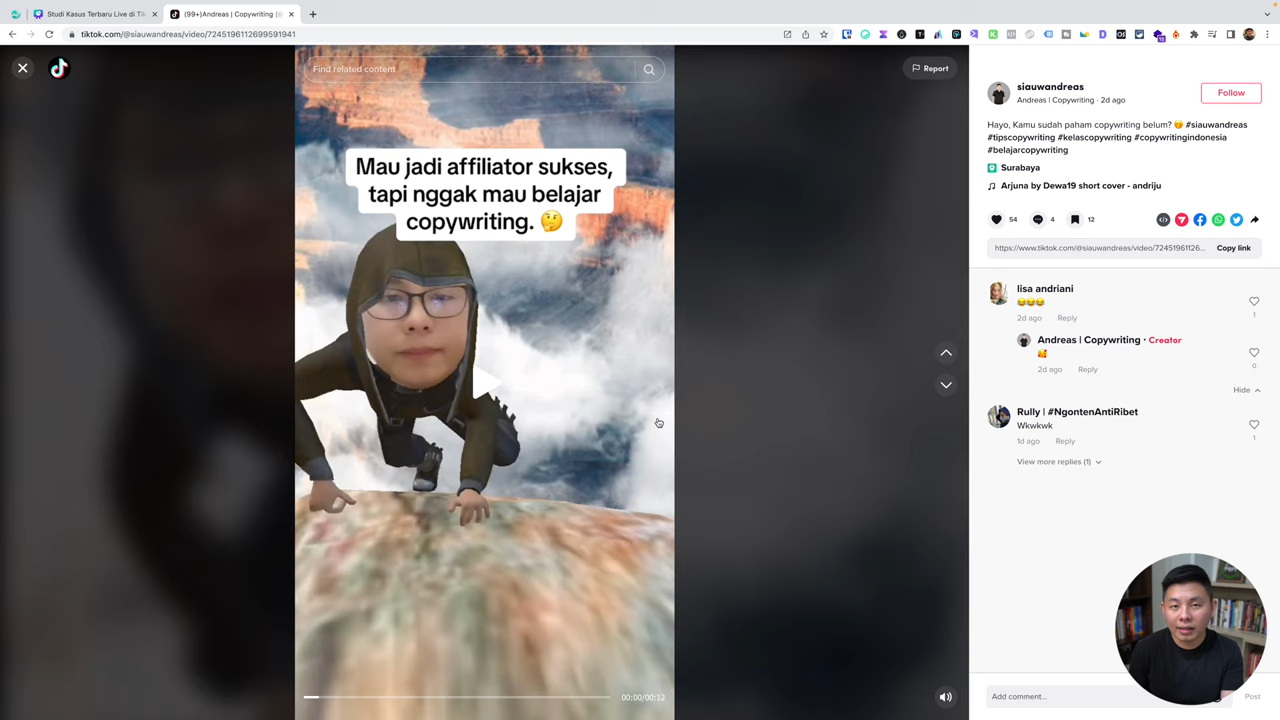 Studi Kasus Terbaru Live di Ti
(99+)Andreas | Copywriting (@
tiktok.com/@siauwandreas/video/7245196112699591941
Find related content
Report
Mau jadi affiliator sukses,
tapi nggak mau belajar
copywriting. 🤔
00:00/00:12
siauwandreas
Andreas | Copywriting · 2d ago
Follow
Hayo, Kamu sudah paham copywriting belum? 🤭 #siauwandreas
#tipscopywriting #kelascopywriting #copywritingindonesia
#belajarcopywriting
Surabaya
Arjuna by Dewa19 short cover - andriju
54
4
12
https://www.tiktok.com/@siauwandreas/video/72451961126...
Copy link
lisa andriani
😂😂😂
2d ago
Reply
1
Andreas | Copywriting · Creator
🥰
2d ago
Reply
0
Hide
Rully | #NgontenAntiRibet
Wkwkwk
1d ago
Reply
1
View more replies (1)
Add comment...
Post